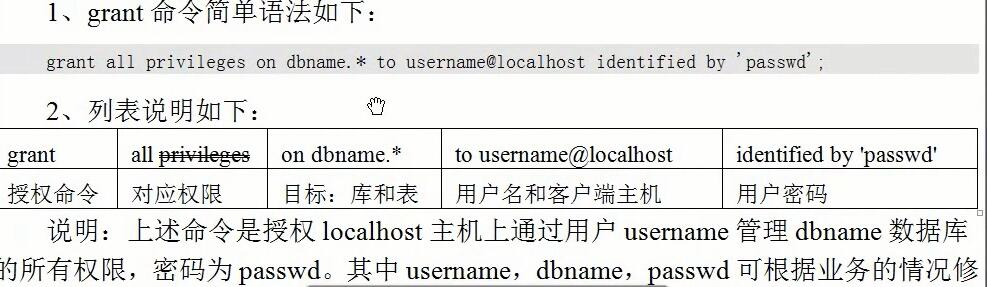 1、grant 命令简单语法如下：
grant all privileges on dbname.* to username@localhost identified by 'passwd';
2、列表说明如下：
grant all privileges on dbname.* to username@localhost identified by 'passwd'
授权命令 对应权限 目标：库和表 用户名和客户端主机 用户密码
说明：上述命令是授权 localhost 主机上通过用户 username 管理 dbname 数据库
的所有权限，密码为 passwd。其中 username，dbname，passwd 可根据业务的情况修